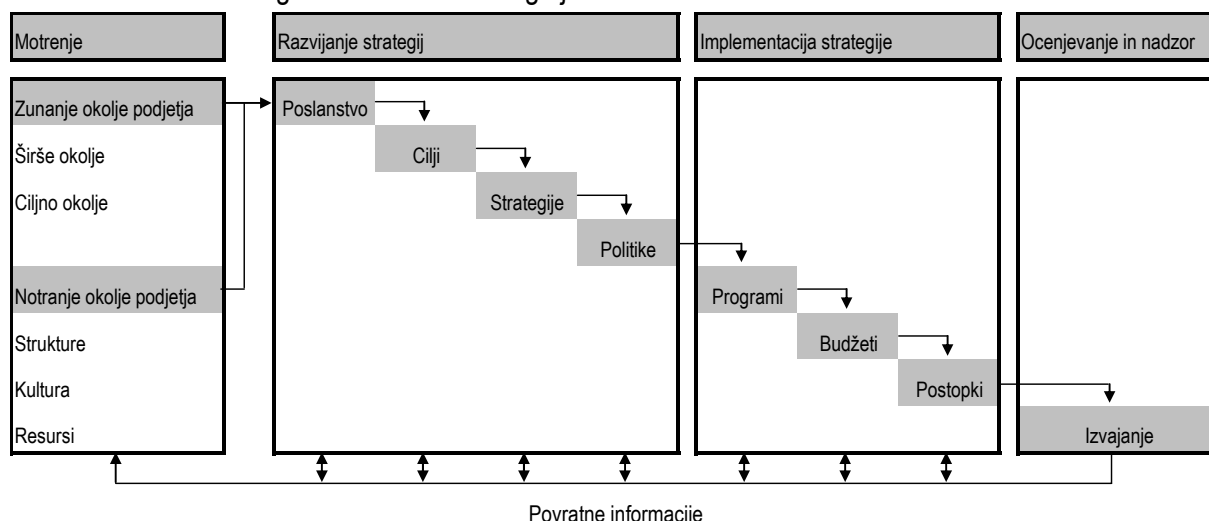 Motrenje
Razvijanje strategij
Implementacija strategije
Ocenjevanje in nadzor
Zunanje okolje podjetja
Širše okolje
Ciljno okolje
Notranje okolje podjetja
Strukture
Kultura
Resursi
Poslanstvo
Cilji
Strategije
Politike
Programi
Budžeti
Postopki
Izvajanje
Povratne informacije